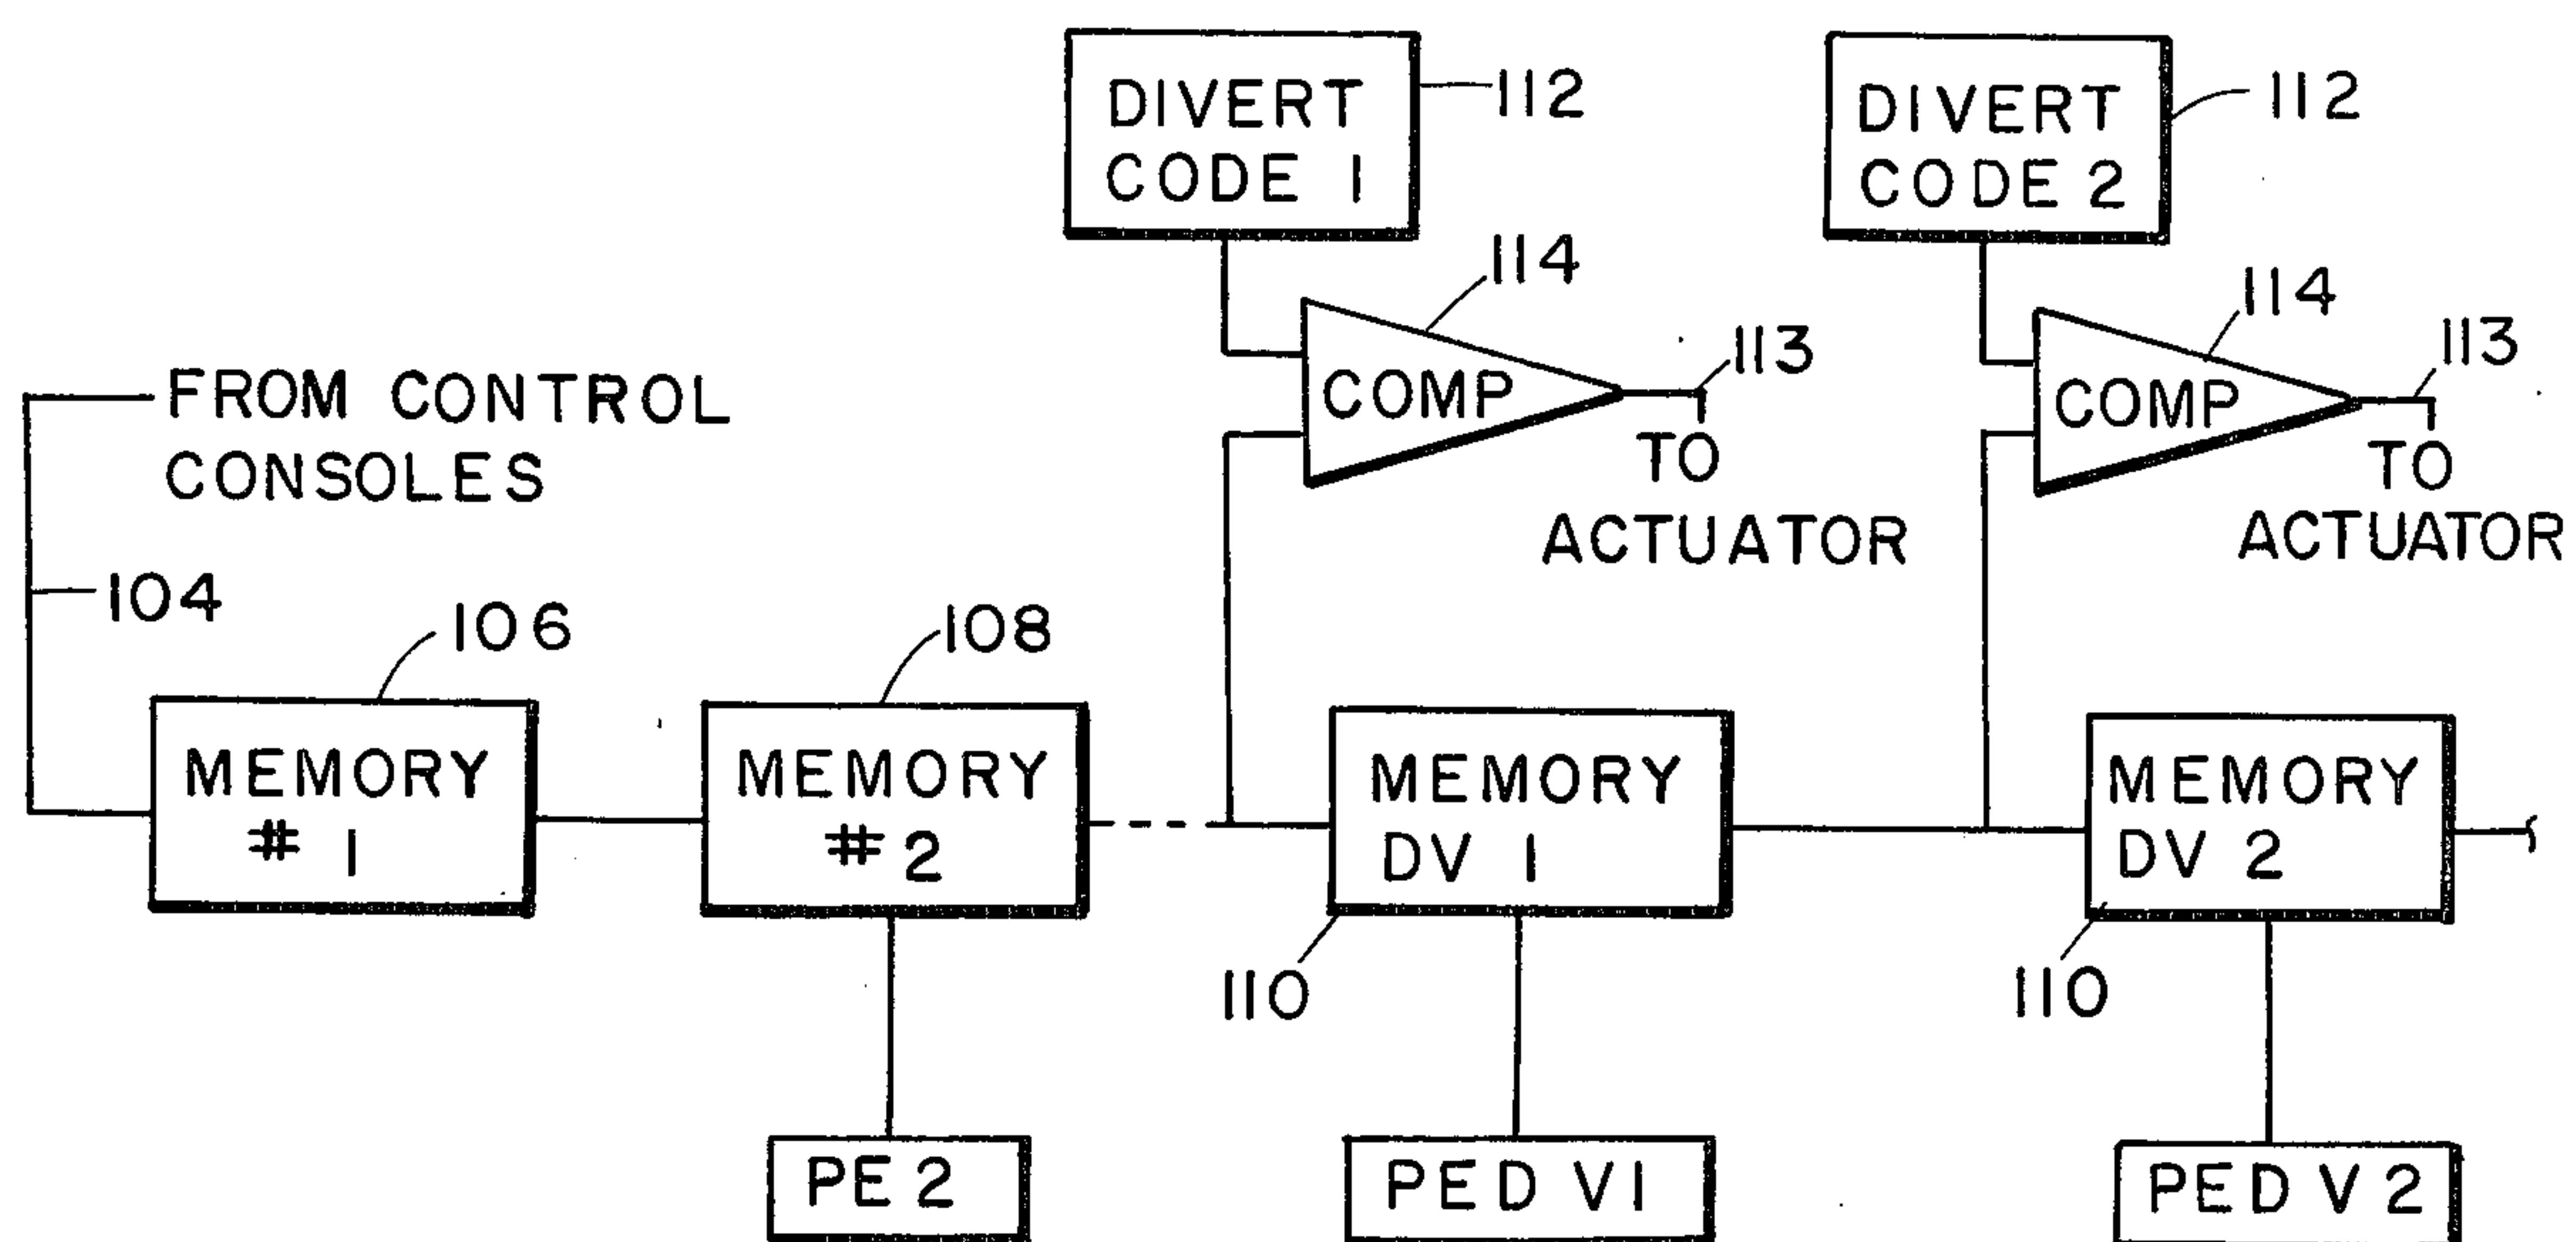 DIVERT
CODE 1
112
DIVERT
CODE 2
112
114
COMP
113
TO
ACTUATOR
114
COMP
113
TO
ACTUATOR
FROM CONTROL
CONSOLES
104
106
MEMORY
# 1
108
MEMORY
# 2
MEMORY
DV 1
110
MEMORY
DV 2
110
PE 2
PED V1
PED V 2